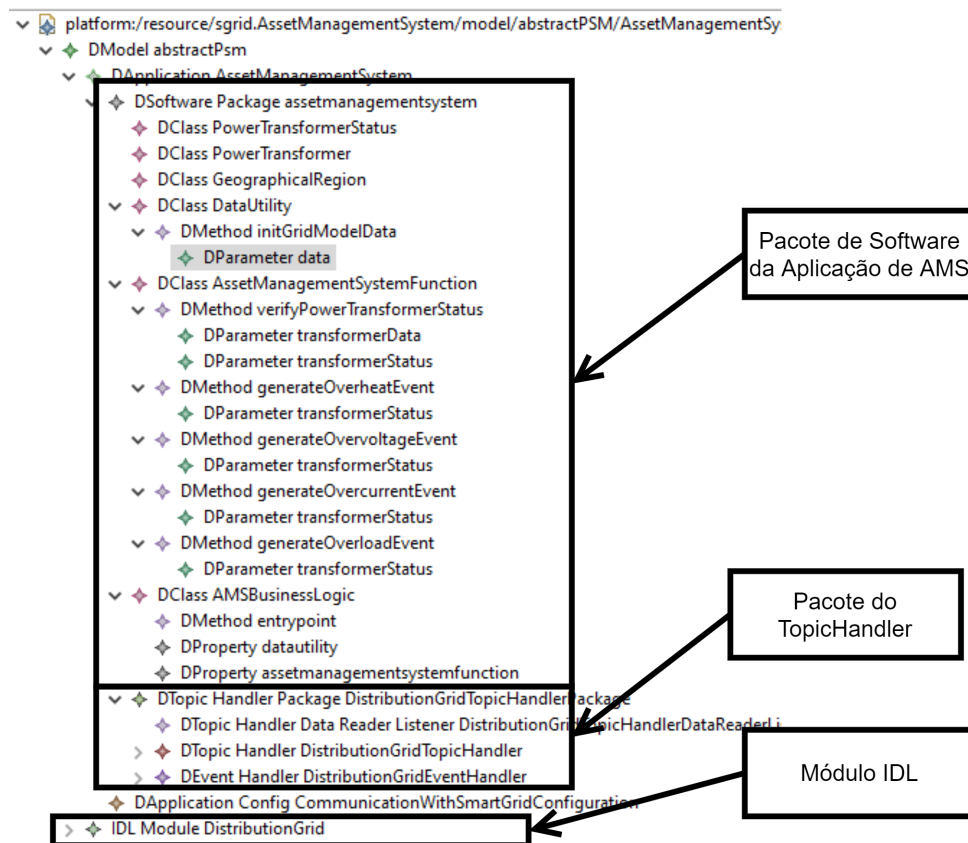 platform:/resource/sgrid.AssetManagementSystem/model/abstractPSM/AssetManagementSy
DModel abstractPsm
DApplication AssetManagementSystem
DSoftware Package assetmanagementsystem
DClass PowerTransformerStatus
DClass PowerTransformer
DClass GeographicalRegion
DClass DataUtility
DMethod initGridModelData
DParameter data
DClass AssetManagementSystemFunction
DMethod verifyPowerTransformerStatus
DParameter transformerData
DParameter transformerStatus
DMethod generateOverheatEvent
DParameter transformerStatus
DMethod generateOvervoltageEvent
DParameter transformerStatus
DMethod generateOvercurrentEvent
DParameter transformerStatus
DMethod generateOverloadEvent
DParameter transformerStatus
DClass AMSBusinessLogic
DMethod entrypoint
DProperty datautility
DProperty assetmanagementsystemfunction
DTopic Handler Package DistributionGridTopicHandlerPackage
DTopic Handler Data Reader Listener DistributionGridTopicHandlerDataReaderLi
DTopic Handler DistributionGridTopicHandler
DEvent Handler DistributionGridEventHandler
DApplication Config CommunicationWithSmartGridConfiguration
IDL Module DistributionGrid
Pacote de Software
da Aplicação de AMS
Pacote do
TopicHandler
Módulo IDL